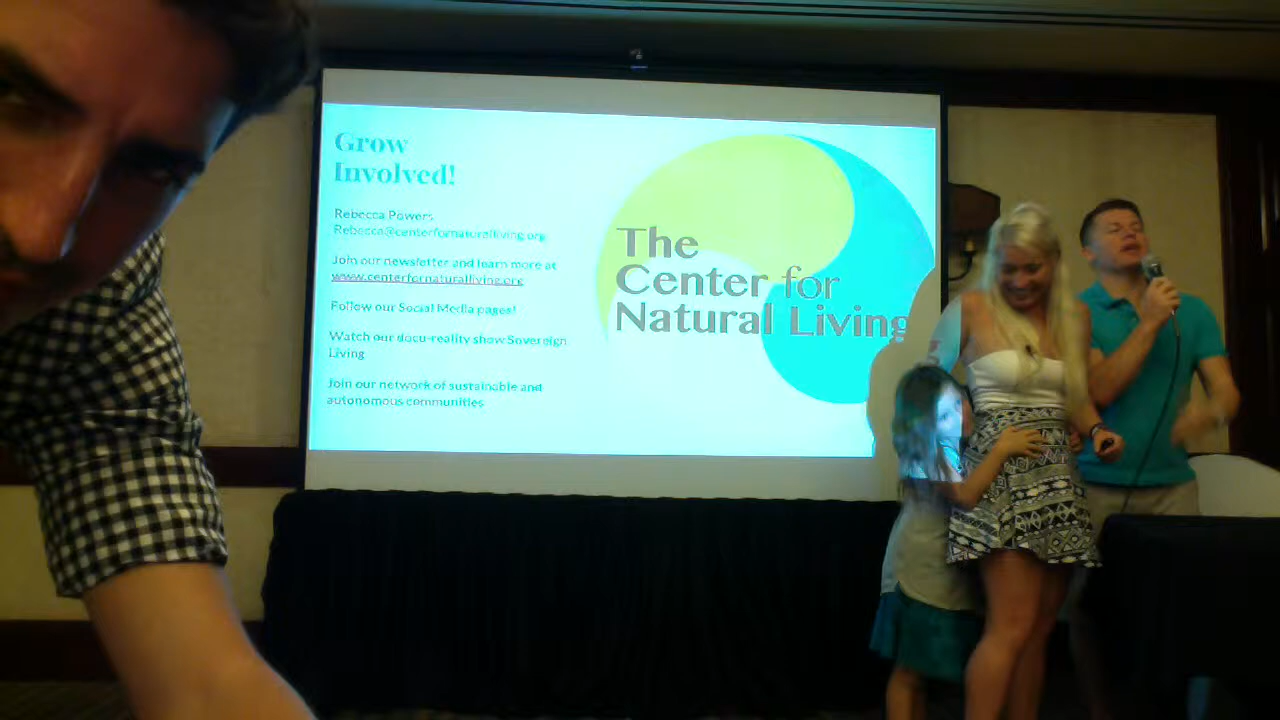 Grow
Involved!
Rebecca Powers
Rebecca@centerfornaturalliving.org
Join our newsletter and learn more at
www.centerfornaturalliving.org
Follow our Social Media pages!
Watch our docu-reality show Sovereign
Living
Join our network of sustainable and
autonomous communities
The
Center for
Natural Living